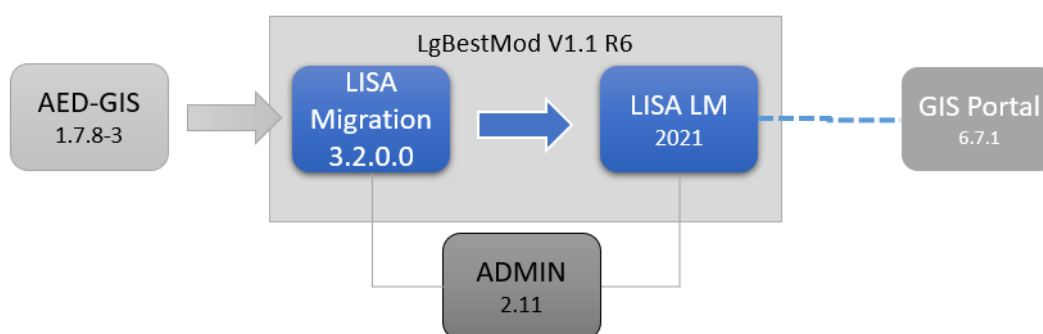 LgBestMod V1.1 R6
AED-GIS
1.7.8-3
LISA
Migration
3.2.0.0
LISA LM
2021
GIS Portal
6.7.1
ADMIN
2.11